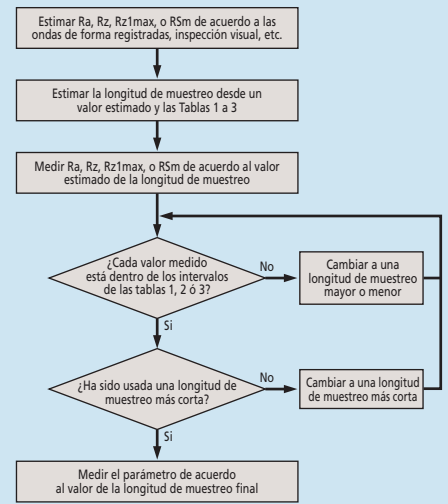 Estimar Ra, Rz, Rz1max, o RSm de acuerdo a las
ondas de forma registradas, inspección visual, etc.
Estimar la longitud de muestreo desde un
valor estimado y las Tablas 1 a 3
Medir Ra, Rz, Rz1max, o RSm de acuerdo al valor
estimado de la longitud de muestreo
¿Cada valor medido
está dentro de los intervalos
de las tablas 1, 2 ó 3?
No
Cambiar a una
longitud de muestreo
mayor o menor
Si
¿Ha sido usada una longitud de
muestreo más corta?
No
Cambiar a una longitud
de muestreo más corta
Si
Medir el parámetro de acuerdo
al valor de la longitud de muestreo final